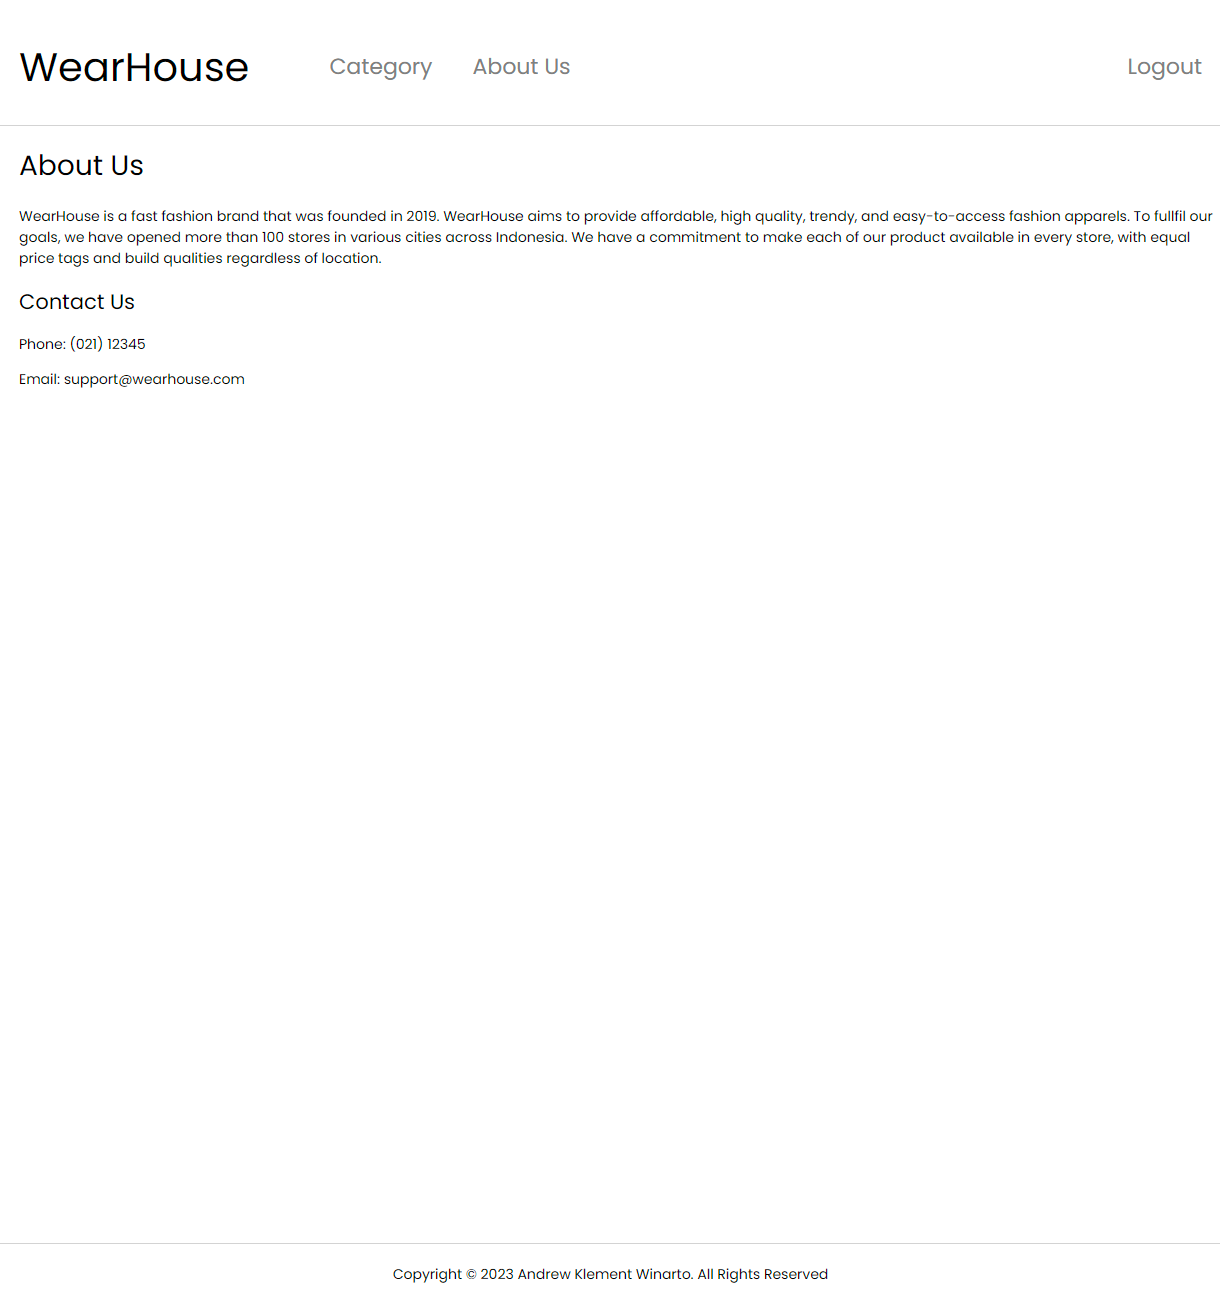 WearHouse
Category
About Us
Logout
About Us
WearHouse is a fast fashion brand that was founded in 2019. WearHouse aims to provide affordable, high quality, trendy, and easy-to-access fashion apparels. To fullfil our
goals, we have opened more than 100 stores in various cities across Indonesia. We have a commitment to make each of our product available in every store, with equal
price tags and build qualities regardless of location.
Contact Us
Phone: (021) 12345
Email: support@wearhouse.com
Copyright © 2023 Andrew Klement Winarto. All Rights Reserved